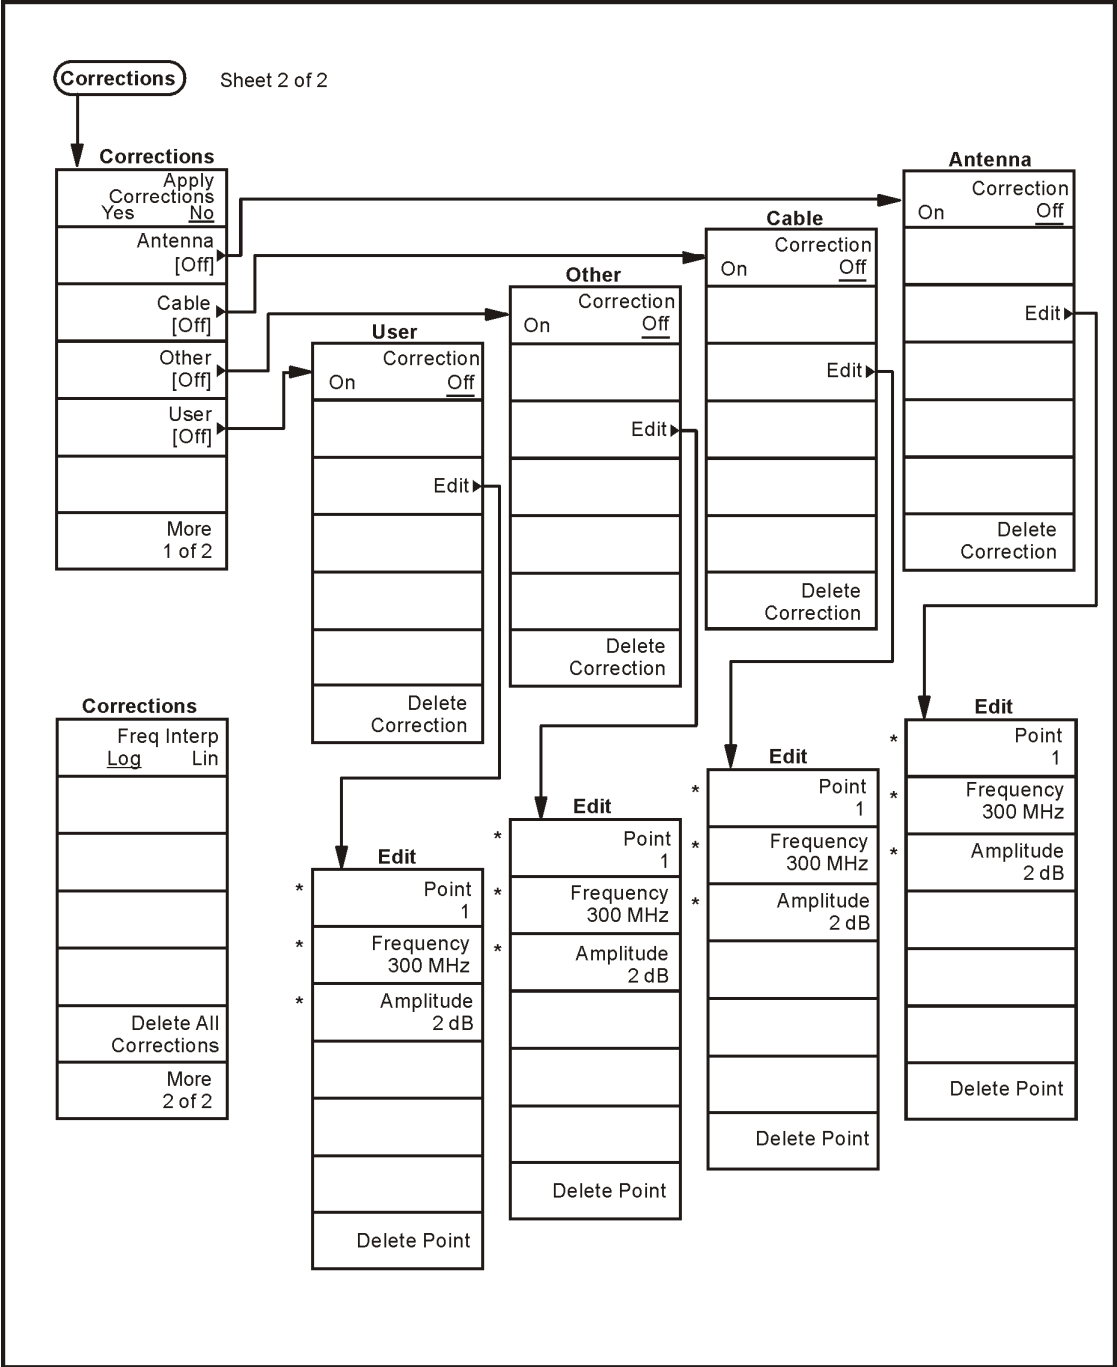 Corrections
Sheet 2 of 2
Corrections
Apply
Corrections
Yes No
Antenna
[Off]
Cable
[Off]
Other
[Off]
User
[Off]
More
1 of 2
User
Correction
On Off
Edit
Delete
Correction
Other
Correction
On Off
Edit
Delete
Correction
Cable
Correction
On Off
Edit
Delete
Correction
Antenna
Correction
On Off
Edit
Delete
Correction
Corrections
Freq Interp
Log Lin
Delete All
Corrections
More
2 of 2
Edit
* Point
1
* Frequency
300 MHz
* Amplitude
2 dB
Delete Point
Edit
* Point
1
* Frequency
300 MHz
* Amplitude
2 dB
Delete Point
Edit
* Point
1
* Frequency
300 MHz
* Amplitude
2 dB
Delete Point
Edit
* Point
1
* Frequency
300 MHz
* Amplitude
2 dB
Delete Point